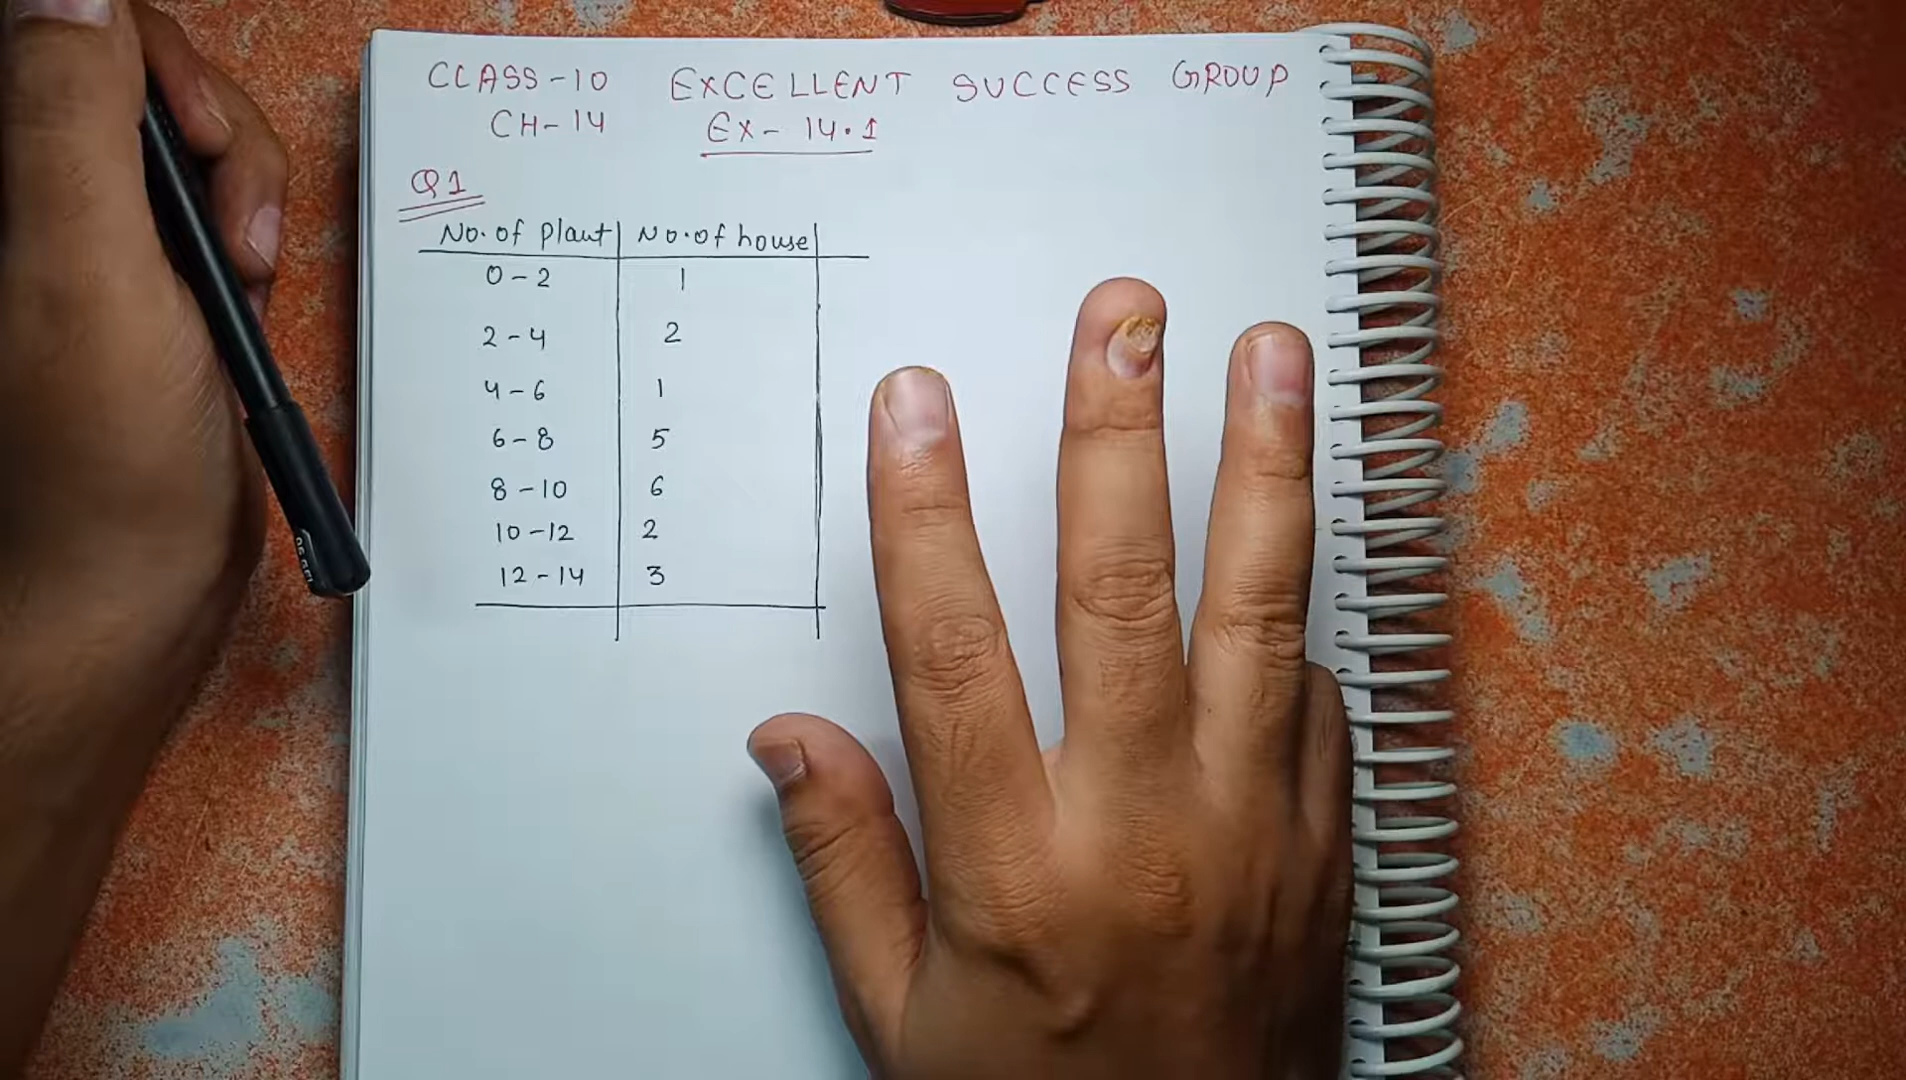 CLASS-10 EXCELLENT SUCCESS GROUP
CH-14 EX-14.1
Q1
No. of plant No. of house
0-2 1
2-4 2
4-6 1
6-8 5
8-10 6
10-12 2
12-14 3